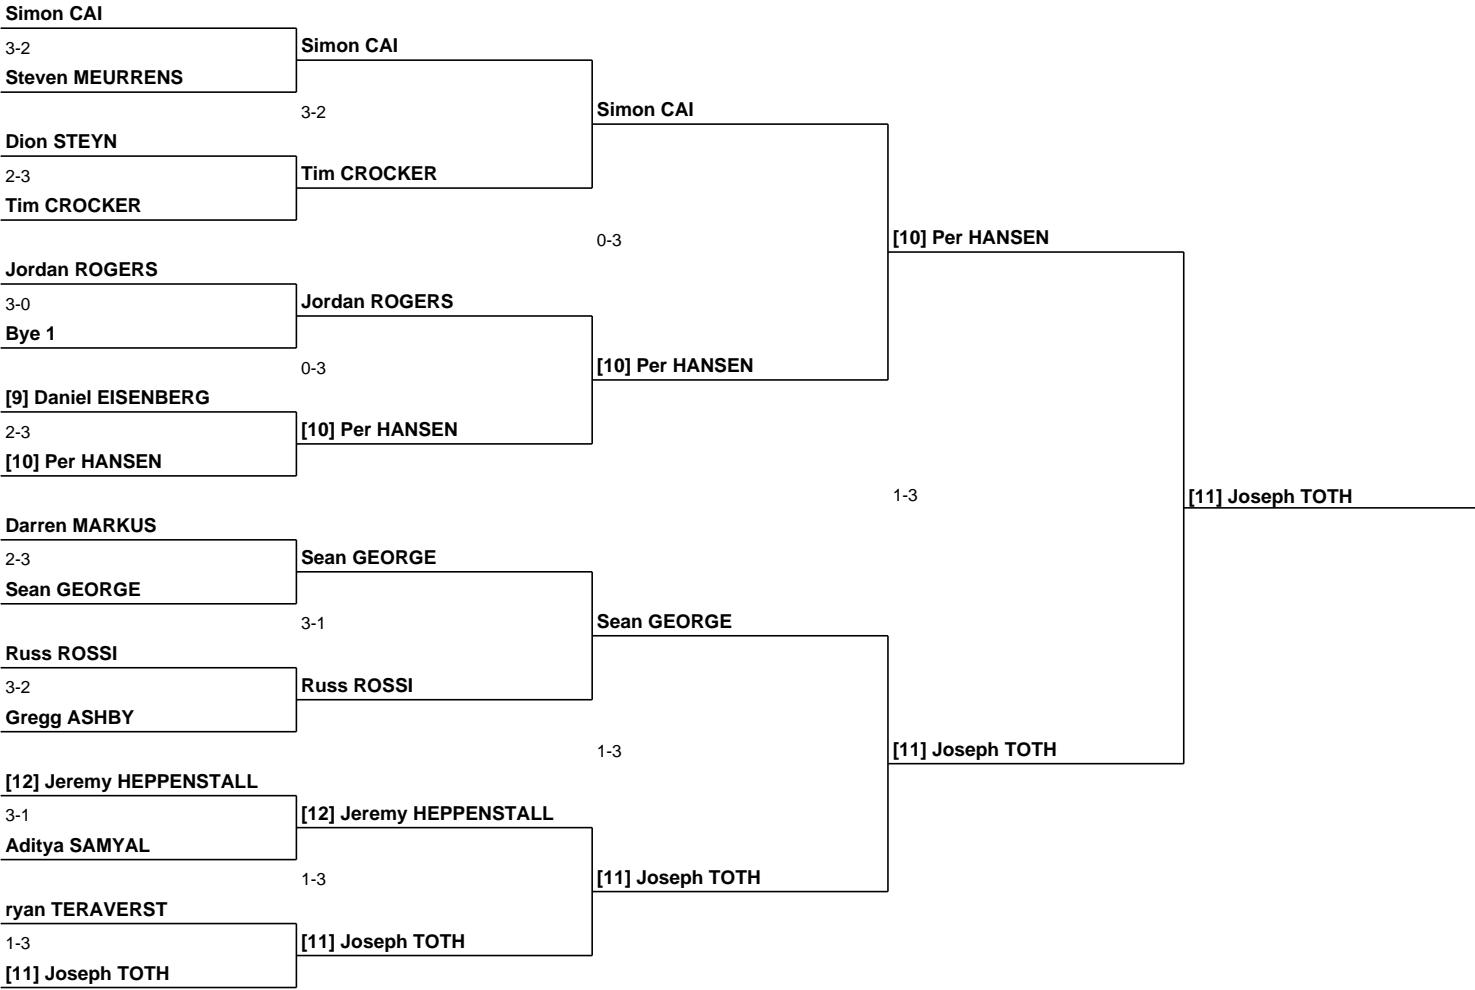 Simon CAI
3-2
Simon CAI
Steven MEURRENS
3-2
Simon CAI
Dion STEYN
2-3
Tim CROCKER
Tim CROCKER
0-3
[10] Per HANSEN
Jordan ROGERS
3-0
Jordan ROGERS
Bye 1
0-3
[10] Per HANSEN
[9] Daniel EISENBERG
2-3
[10] Per HANSEN
[10] Per HANSEN
1-3
[11] Joseph TOTH
Darren MARKUS
2-3
Sean GEORGE
Sean GEORGE
3-1
Sean GEORGE
Russ ROSSI
3-2
Russ ROSSI
Gregg ASHBY
1-3
[11] Joseph TOTH
[12] Jeremy HEPPENSTALL
3-1
[12] Jeremy HEPPENSTALL
Aditya SAMYAL
1-3
[11] Joseph TOTH
ryan TERAVERST
1-3
[11] Joseph TOTH
[11] Joseph TOTH